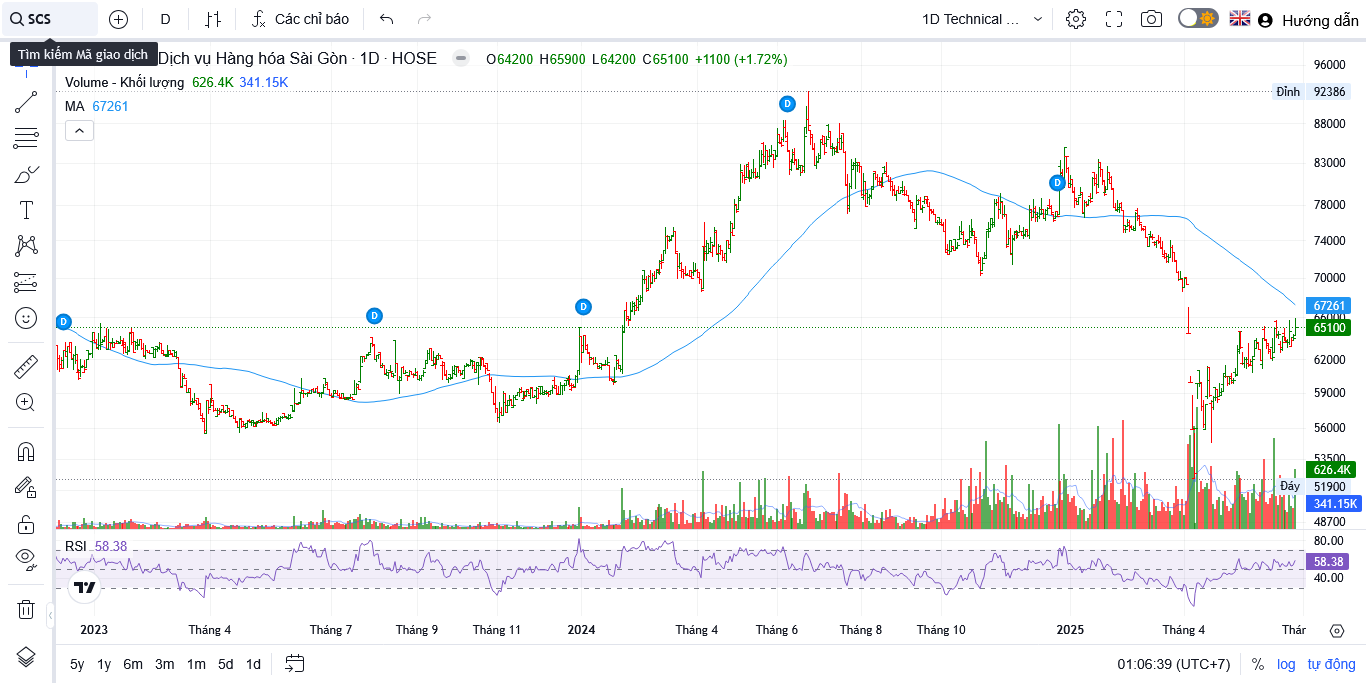 SCS
D
Các chỉ báo
1D Technical ...
Hướng dẫn
Tìm kiếm Mã giao dịch
Dịch vụ Hàng hóa Sài Gòn · 1D · HOSE
O64200 H65900 L64200 C65100 +1100 (+1.72%)
Volume - Khối lượng 626.4K 341.15K
MA 67261
D
D
D
D
D
96000
Đỉnh 92386
88000
83000
78000
74000
70000
67261
66000
65100
62000
59000
56000
53500
626.4K
Đáy 51900
341.15K
48700
RSI 58.38
80.00
58.38
40.00
2023 Tháng 4 Tháng 7 Tháng 9 Tháng 11 2024 Tháng 4 Tháng 6 Tháng 8 Tháng 10 2025 Tháng 4 Thár
5y 1y 6m 3m 1m 5d 1d
01:06:39 (UTC+7) % log tự động